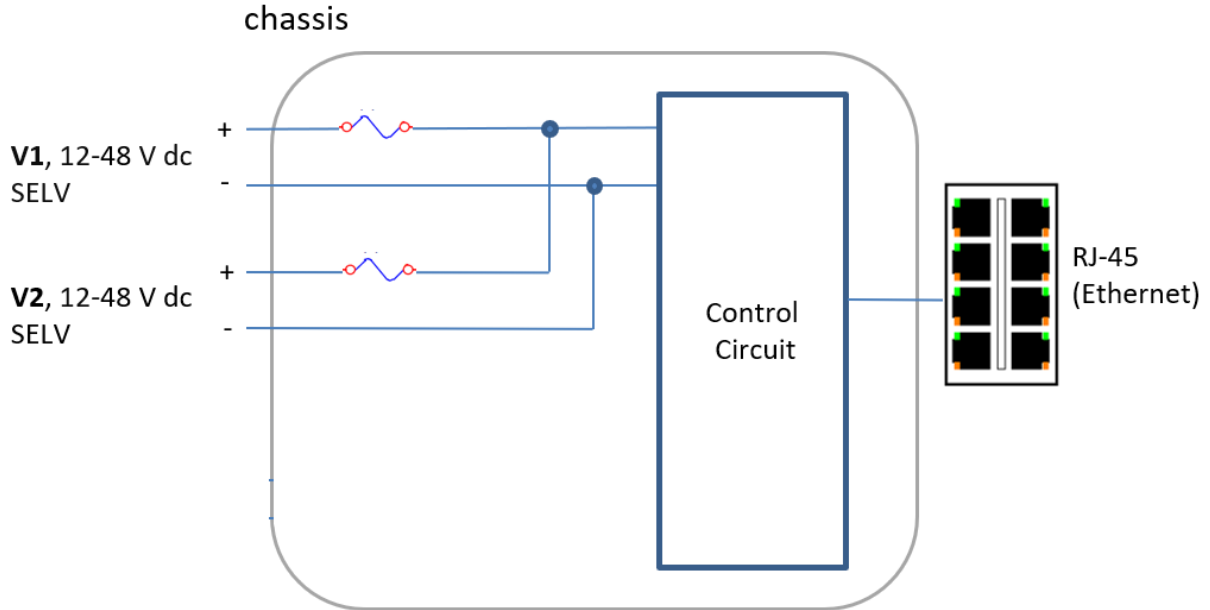 chassis
+
V1, 12-48 V dc
-
SELV
+
V2, 12-48 V dc
-
SELV
Control
Circuit
RJ-45
(Ethernet)